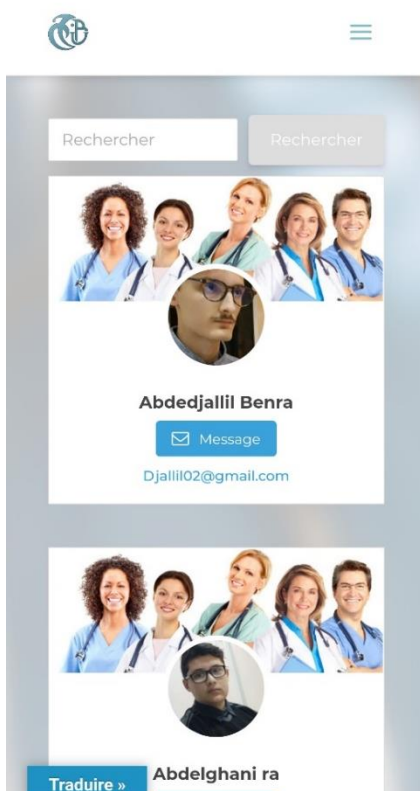 Rechercher
Rechercher
Abdedjallil Benra
Message
Djallil02@gmail.com
Abdelghani ra
Traduire »